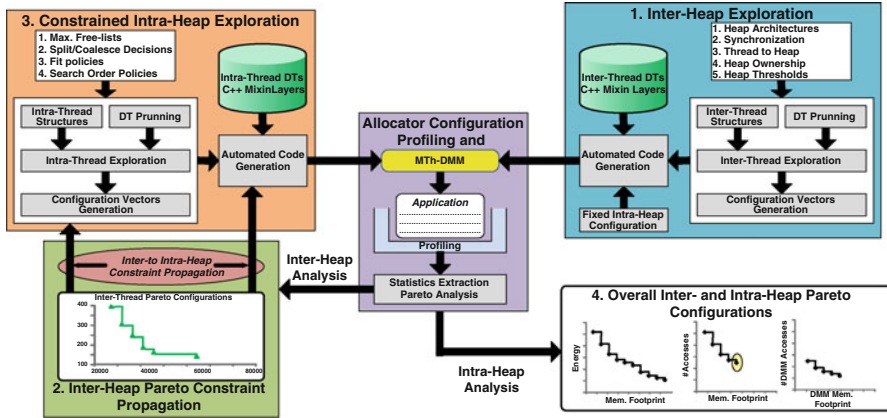 3. Constrained Intra-Heap Exploration
1. Max. Free-lists
2. Split/Coalesce Decisions
3. Fit policies
4. Search Order Policies
Intra-Thread DTs
C++ MixinLayers
Intra-Thread
Structures
DT Prunning
Intra-Thread Exploration
Configuration Vectors
Generation
Automated Code
Generation
1. Inter-Heap Exploration
1. Heap Architectures
2. Synchronization
3. Thread to Heap
4. Heap Ownership
5. Heap Thresholds
Inter-Thread DTs
C++ Mixin Layers
Inter-Thread
Structures
DT Prunning
Inter-Thread Exploration
Configuration Vectors
Generation
Automated Code
Generation
Fixed Intra-Heap
Configuration
Allocator Configuration
Profiling and
MTh-DMM
Application
Profiling
Statistics Extraction
Pareto Analysis
Inter-Heap
Analysis
Intra-Heap
Analysis
Inter-to Intra-Heap
Constraint Propagation
Inter-Thread Pareto Configurations
400
300
200
100
20000
40000
60000
80000
2. Inter-Heap Pareto Constraint
Propagation
4. Overall Inter- and Intra-Heap Pareto
Configurations
Energy
Mem. Footprint
#Accesses
Mem. Footprint
#DMM Accesses
DMM Mem.
Footprint